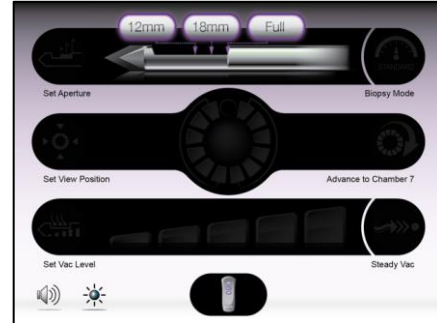 12mm 18mm Full
STANDARD
Set Aperture Biopsy Mode
Set View Position Advance to Chamber 7
Set Vac Level Steady Vac